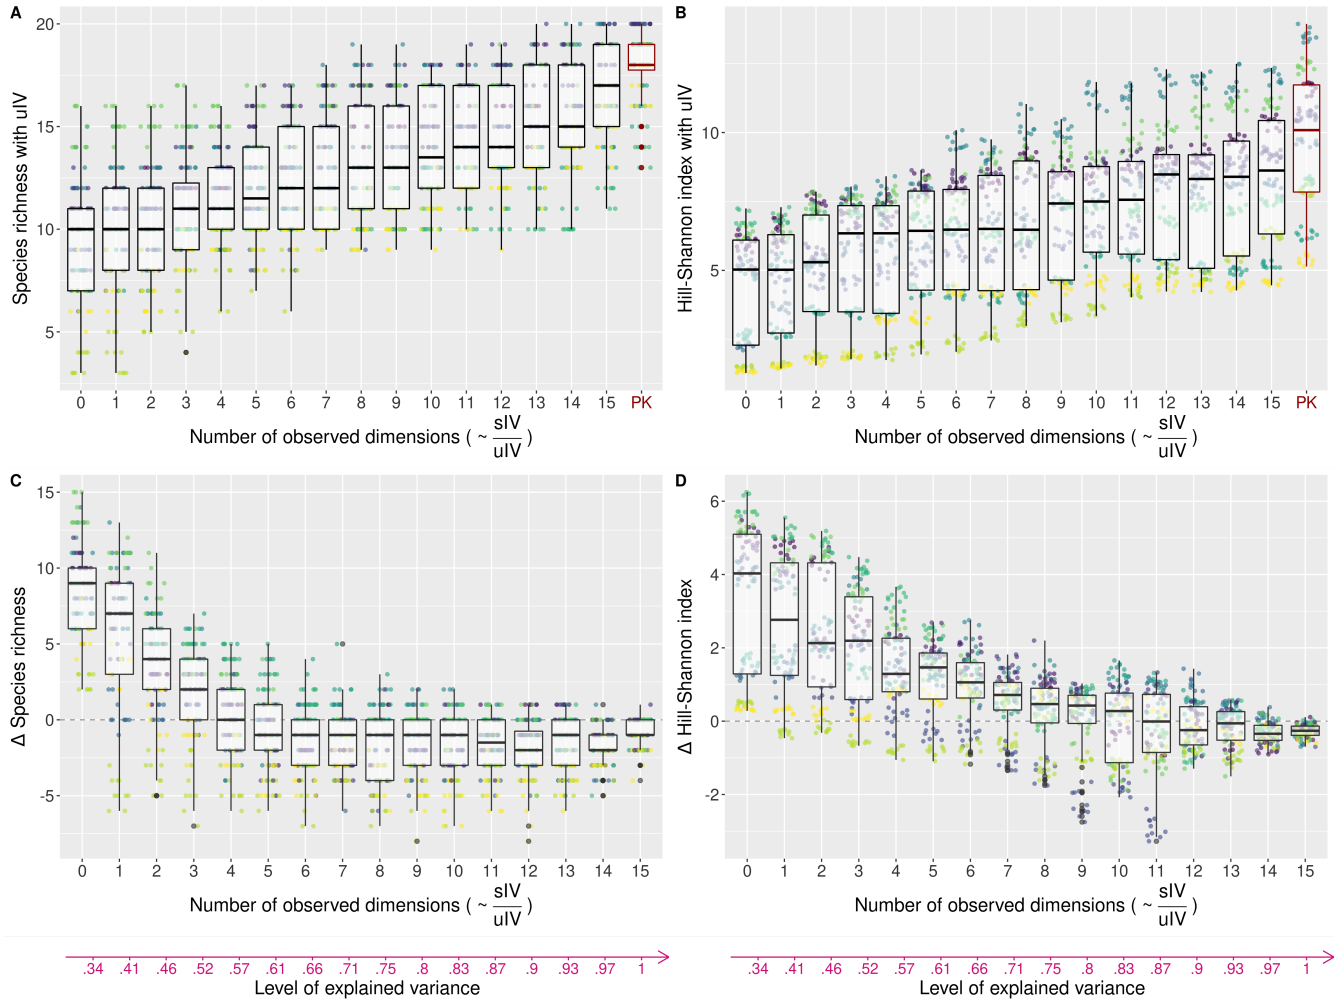 A
Species richness with uIV
20
15
10
5
0 1 2 3 4 5 6 7 8 9 10 11 12 13 14 15 PK
Number of observed dimensions ( ~ sIV / uIV )
B
Hill-Shannon index with uIV
10
5
0 1 2 3 4 5 6 7 8 9 10 11 12 13 14 15 PK
Number of observed dimensions ( ~ sIV / uIV )
C
Δ Species richness
15
10
5
0
-5
0 1 2 3 4 5 6 7 8 9 10 11 12 13 14 15
Number of observed dimensions ( ~ sIV / uIV )
D
Δ Hill-Shannon index
6
4
2
0
-2
0 1 2 3 4 5 6 7 8 9 10 11 12 13 14 15
Number of observed dimensions ( ~ sIV / uIV )
.34 .41 .46 .52 .57 .61 .66 .71 .75 .8 .83 .87 .9 .93 .97 1
Level of explained variance
.34 .41 .46 .52 .57 .61 .66 .71 .75 .8 .83 .87 .9 .93 .97 1
Level of explained variance